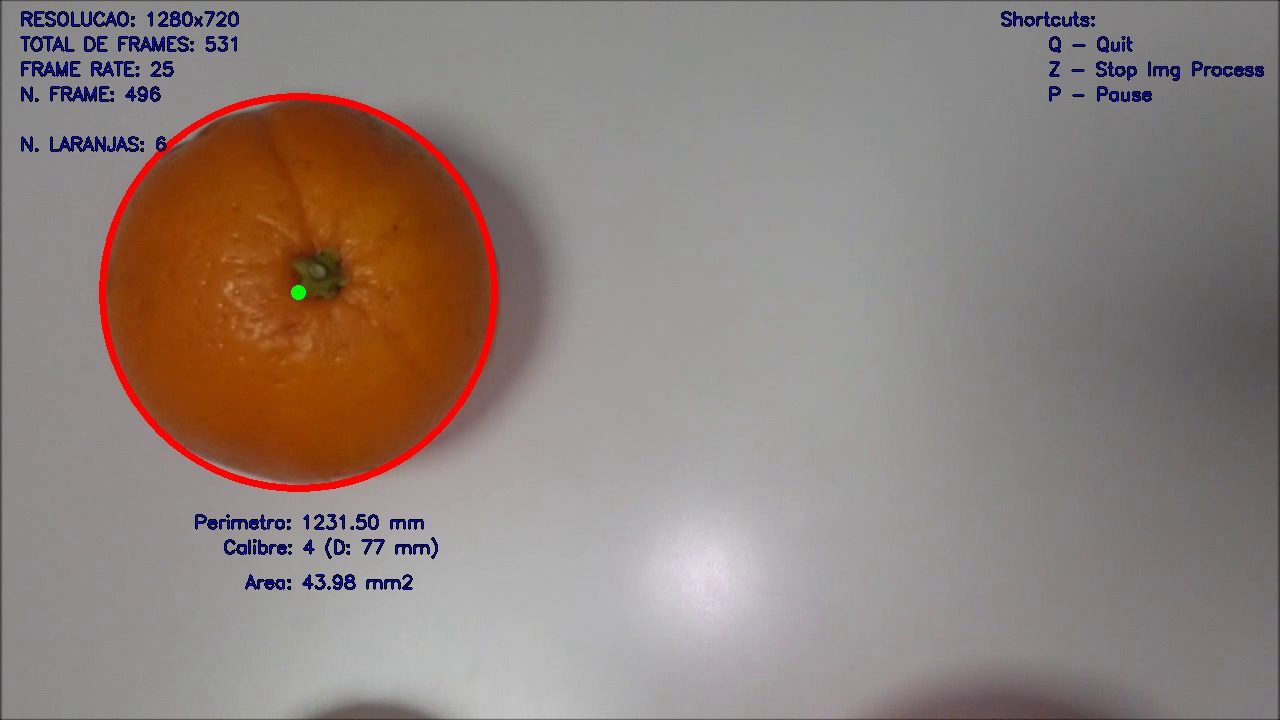 RESOLUCAO: 1280x720
TOTAL DE FRAMES: 531
FRAME RATE: 25
N. FRAME: 496
N. LARANJAS: 6
Shortcuts:
Q - Quit
Z - Stop Img Process
P - Pause
Perimetro: 1231.50 mm
Calibre: 4 (D: 77 mm)
Area: 43.98 mm2